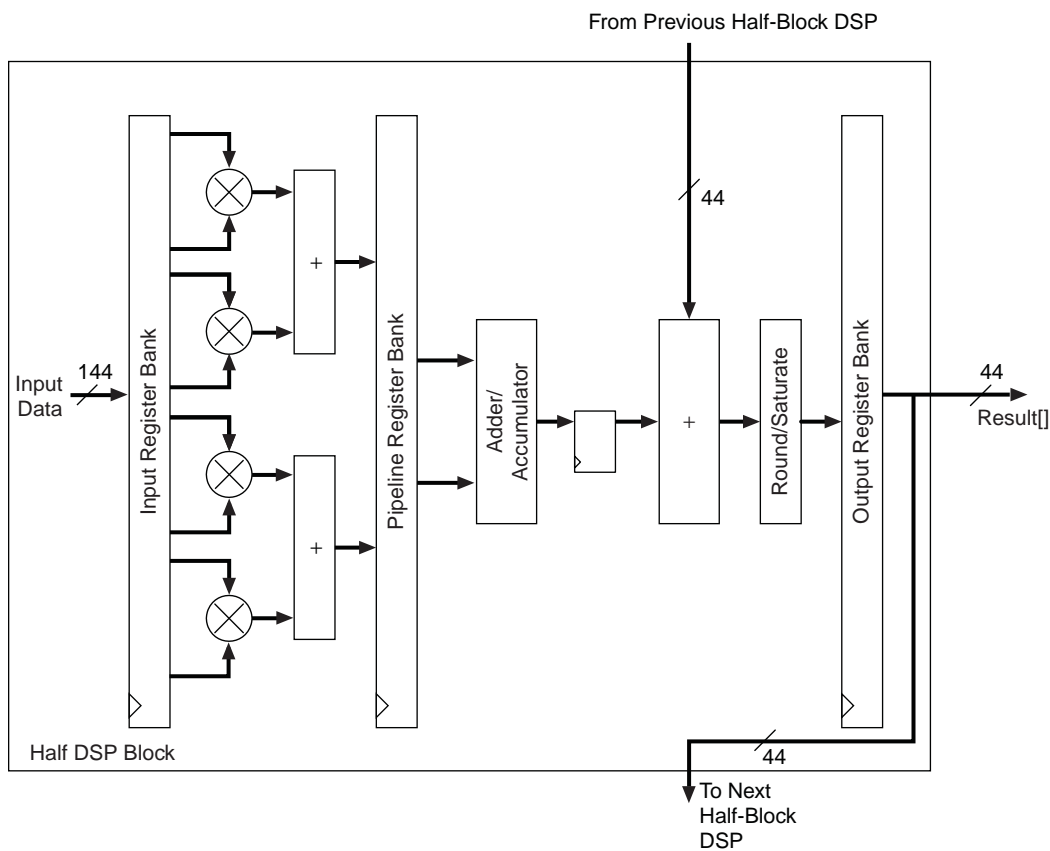 From Previous Half-Block DSP
44
Input Data
144
Input Register Bank
+
+
Pipeline Register Bank
Adder/
Accumulator
+
Round/Saturate
Output Register Bank
44
Result[]
Half DSP Block
44
To Next
Half-Block
DSP